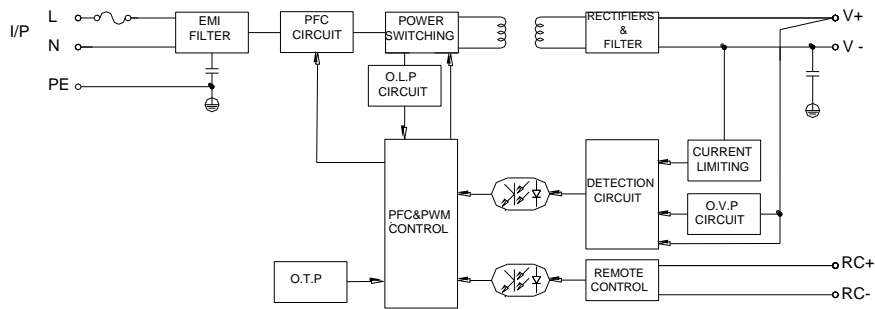 I/P
L
N
PE
EMI
FILTER
PFC
CIRCUIT
POWER
SWITCHING
RECTIFIERS
&
FILTER
V+
V -
O.L.P
CIRCUIT
PFC&PWM
CONTROL
DETECTION
CIRCUIT
CURRENT
LIMITING
O.V.P
CIRCUIT
O.T.P
REMOTE
CONTROL
RC+
RC-